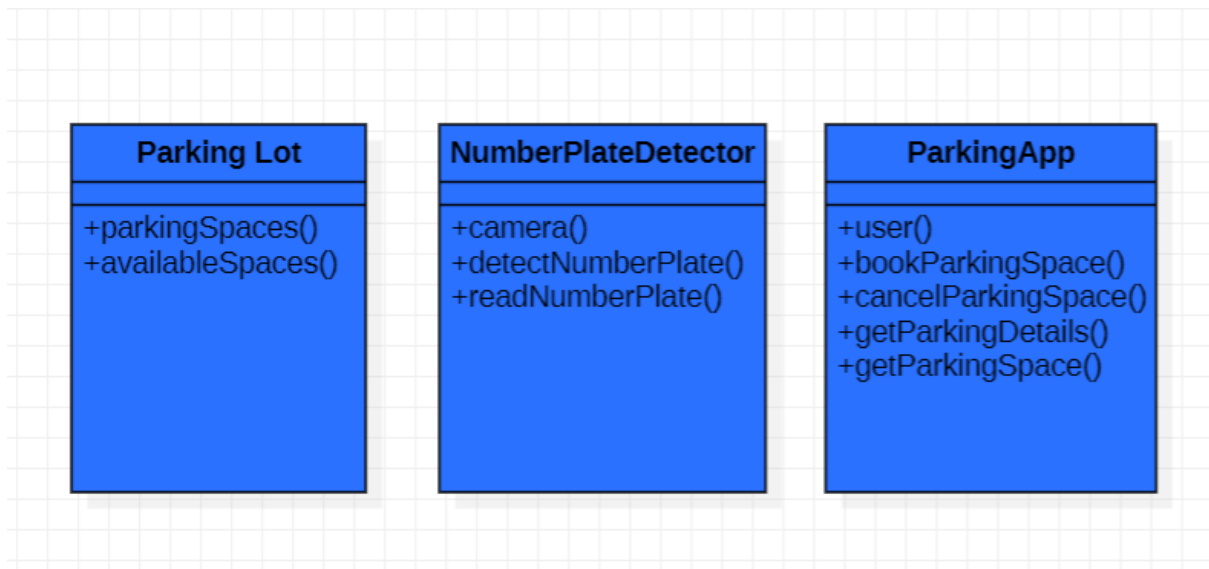 Parking Lot
+parkingSpaces()
+availableSpaces()
NumberPlateDetector
+camera()
+detectNumberPlate()
+readNumberPlate()
ParkingApp
+user()
+bookParkingSpace()
+cancelParkingSpace()
+getParkingDetails()
+getParkingSpace()